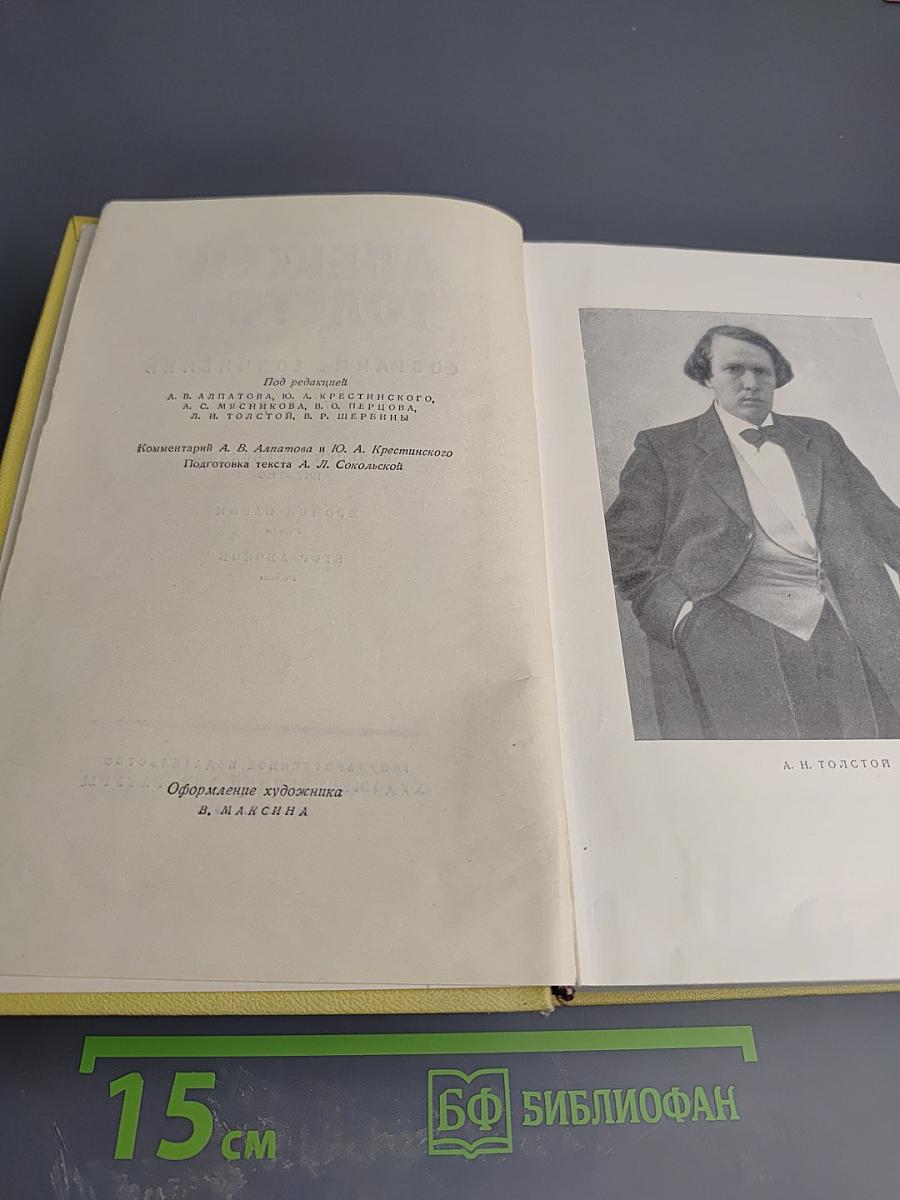 Под редакцией
А. В. АЛПАТОВА, Ю. А. КРЕСТИНСКОГО,
А. С. МЯСНИКОВА, В. О. ПЕРЦОВА,
Л. И. ТОЛСТОЙ, В. Р. ЩЕРБИНЫ
Комментарий А. В. Алпатова и Ю. А. Крестинского
Подготовка текста А. Л. Сокольской
Оформление художника
В. МАКСИНА
А. Н. ТОЛСТОЙ
15 см
БФ БИБЛИОФАН